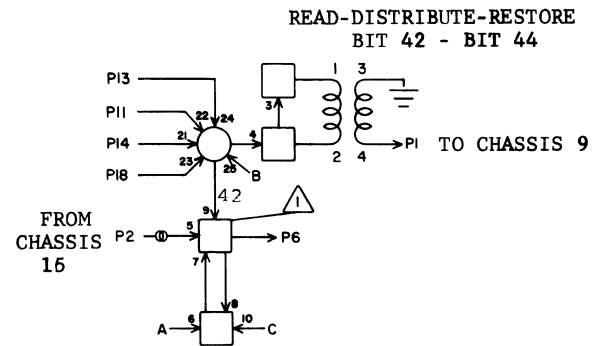 READ-DISTRIBUTE-RESTORE
BIT 42 - BIT 44
1 3
P13
3
P11
22 24
P14 21 4
2 4 P1 TO CHASSIS 9
23 25
P18 B
42
1
9
FROM
CHASSIS
16
P2 5 P6
7
8
A 6 10 C